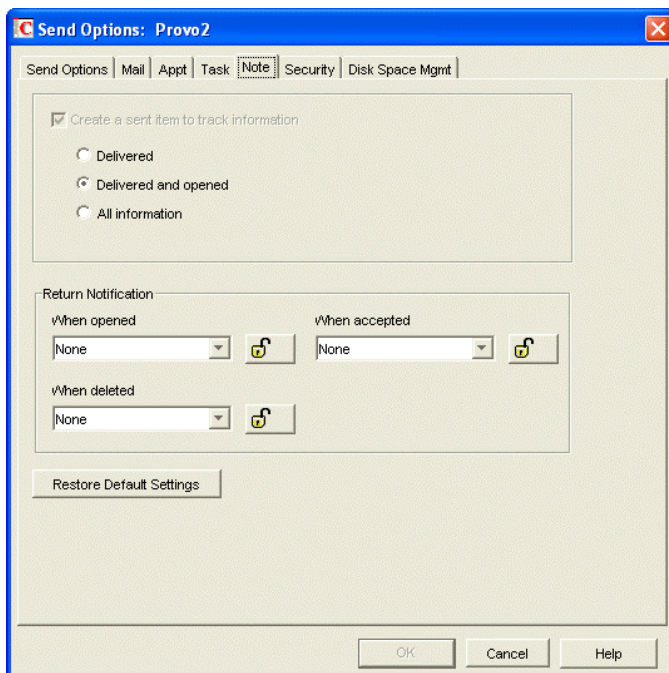 Send Options: Provo2
Send Options Mail Appt Task Note Security Disk Space Mgmt
Create a sent item to track information
Delivered
Delivered and opened
All information
Return Notification
When opened When accepted
None None
When deleted
None
Restore Default Settings
OK Cancel Help